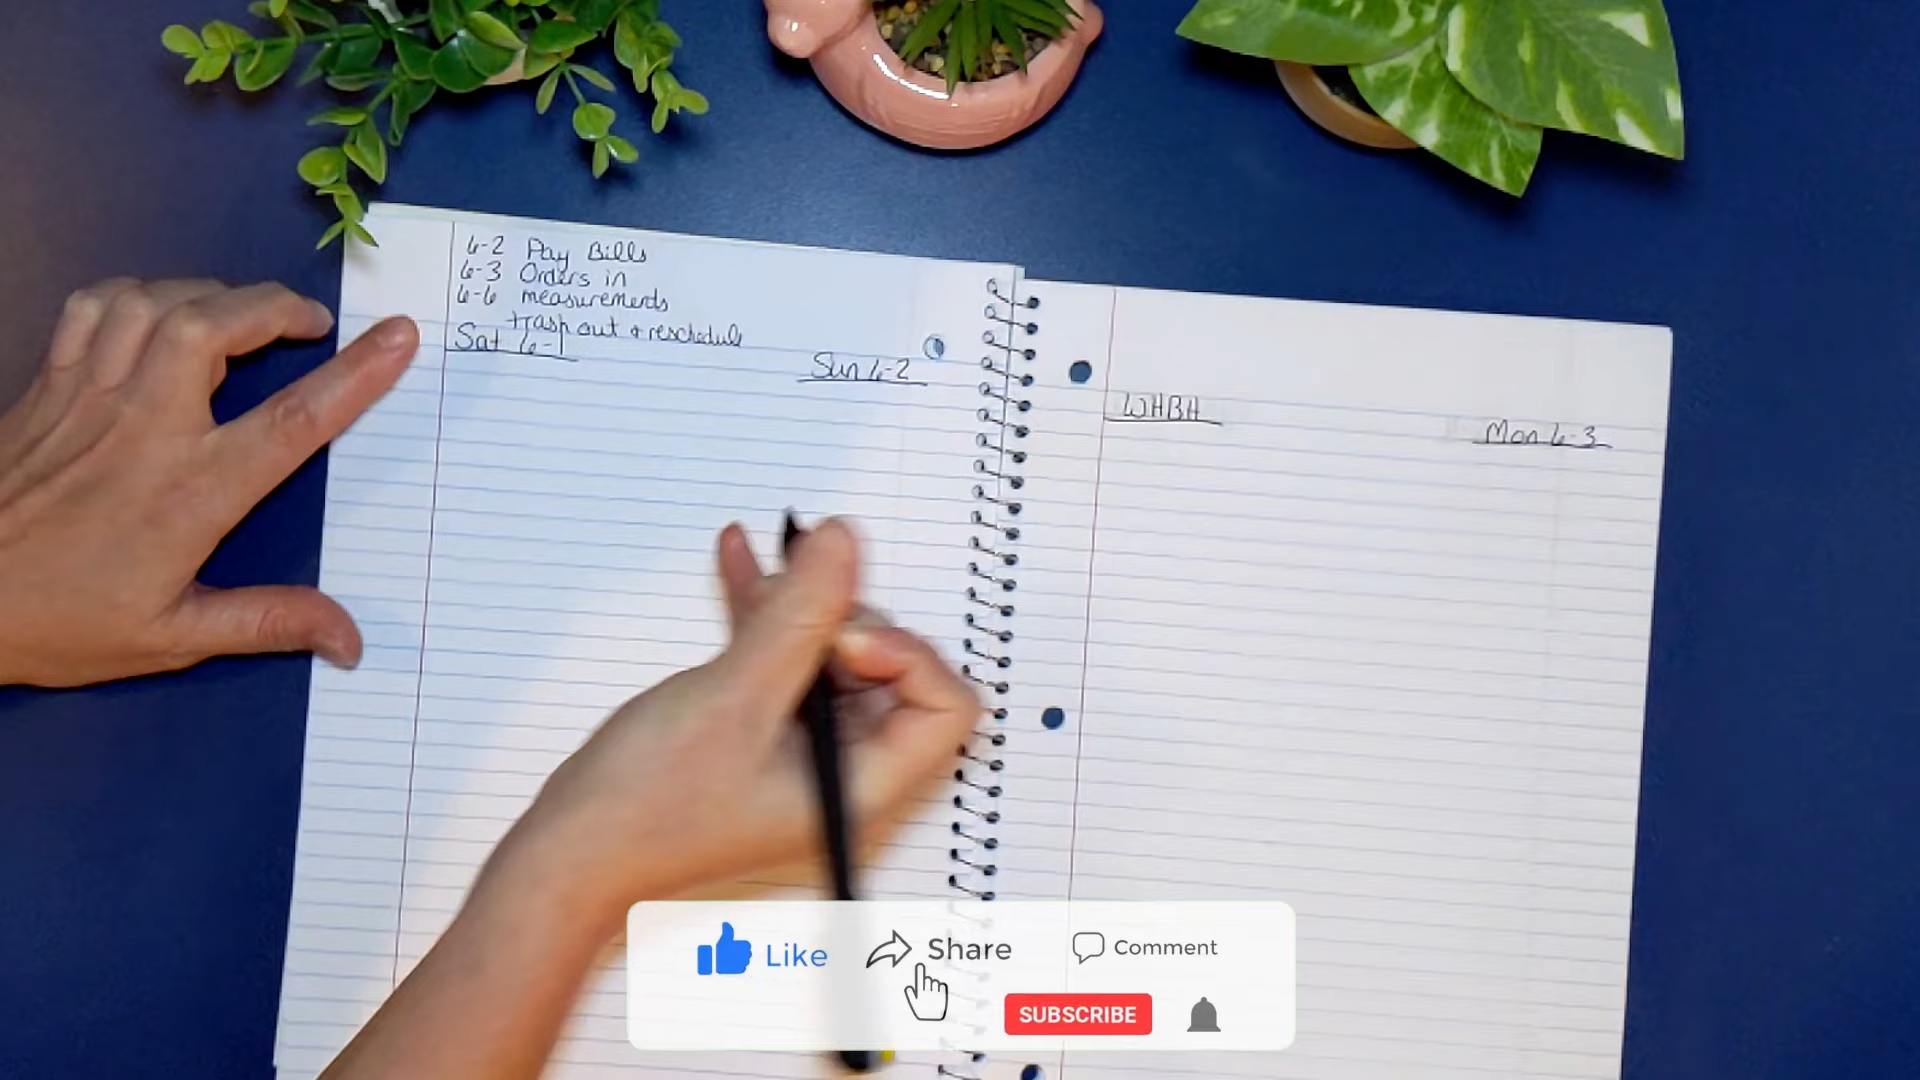 6-2 Pay Bills
6-3 Orders in
6-6 measurements
trash out & reschedule
Sat 6-1
Sun 6-2
WHBH
Mon 6-3
Like
Share
Comment
SUBSCRIBE